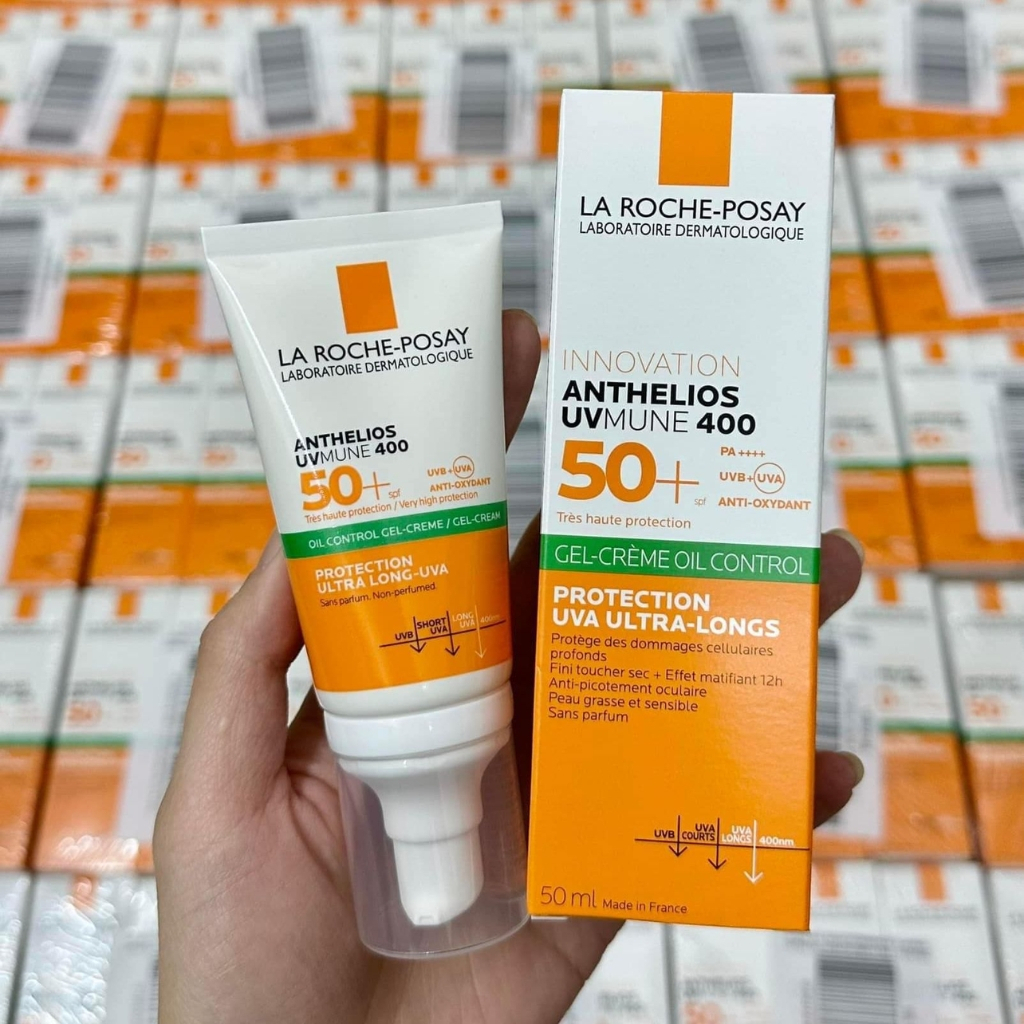 LA ROCHE-POSAY
LABORATOIRE DERMATOLOGIQUE
ANTHELIOS
UVMUNE 400
50+ spf
UVB+UVA
ANTI-OXYDANT
Très haute protection / Very high protection
OIL CONTROL GEL-CREME / GEL-CREAM
PROTECTION
ULTRA LONG-UVA
Sans parfum. Non-perfumed.
UVB SHORT UVA LONG UVA 400nm
LA ROCHE-POSAY
LABORATOIRE DERMATOLOGIQUE
INNOVATION
ANTHELIOS
UVMUNE 400
50+ spf
PA ++++
UVB+UVA
ANTI-OXYDANT
Très haute protection
GEL-CRÈME OIL CONTROL
PROTECTION
UVA ULTRA-LONGS
Protège des dommages cellulaires
profonds
Fini toucher sec + Effet matifiant 12h
Anti-picotement oculaire
Peau grasse et sensible
Sans parfum
UVB UVA COURTS UVA LONGS 400nm
50 ml Made in France